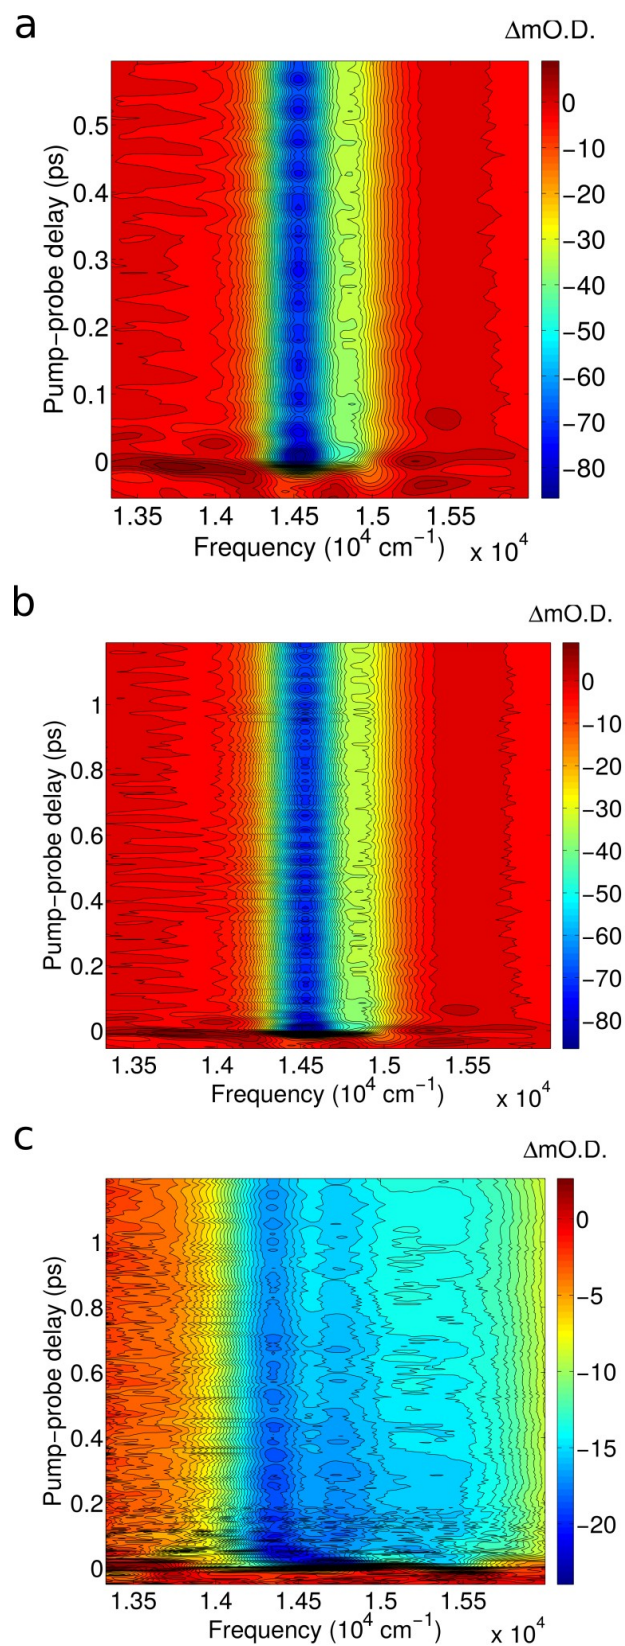 a
ΔmO.D.
0
−10
−20
−30
−40
−50
−60
−70
−80
Pump−probe delay (ps)
0.5
0.4
0.3
0.2
0.1
0
1.35 1.4 1.45 1.5 1.55
Frequency (10⁴ cm⁻¹) x 10⁴
b
ΔmO.D.
0
−10
−20
−30
−40
−50
−60
−70
−80
Pump−probe delay (ps)
1
0.8
0.6
0.4
0.2
0
1.35 1.4 1.45 1.5 1.55
Frequency (10⁴ cm⁻¹) x 10⁴
c
ΔmO.D.
0
−5
−10
−15
−20
Pump−probe delay (ps)
1
0.8
0.6
0.4
0.2
0
1.35 1.4 1.45 1.5 1.55
Frequency (10⁴ cm⁻¹) x 10⁴